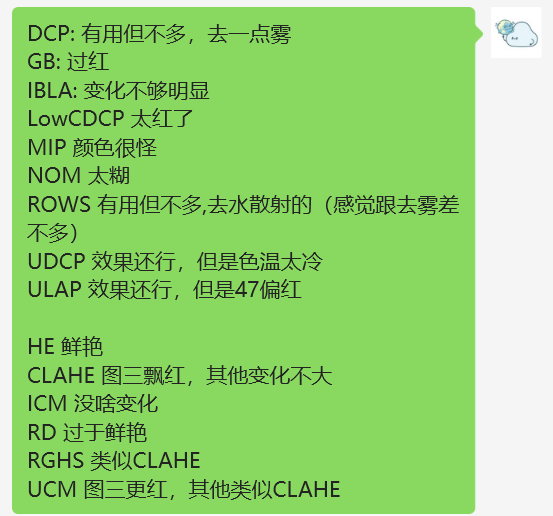 DCP: 有用但不多，去一点雾
GB: 过红
IBLA: 变化不够明显
LowCDCP 太红了
MIP 颜色很怪
NOM 太糊
ROWS 有用但不多,去水散射的（感觉跟去雾差
不多）
UDCP 效果还行，但是色温太冷
ULAP 效果还行，但是47偏红
HE 鲜艳
CLAHE 图三飘红，其他变化不大
ICM 没啥变化
RD 过于鲜艳
RGHS 类似CLAHE
UCM 图三更红，其他类似CLAHE